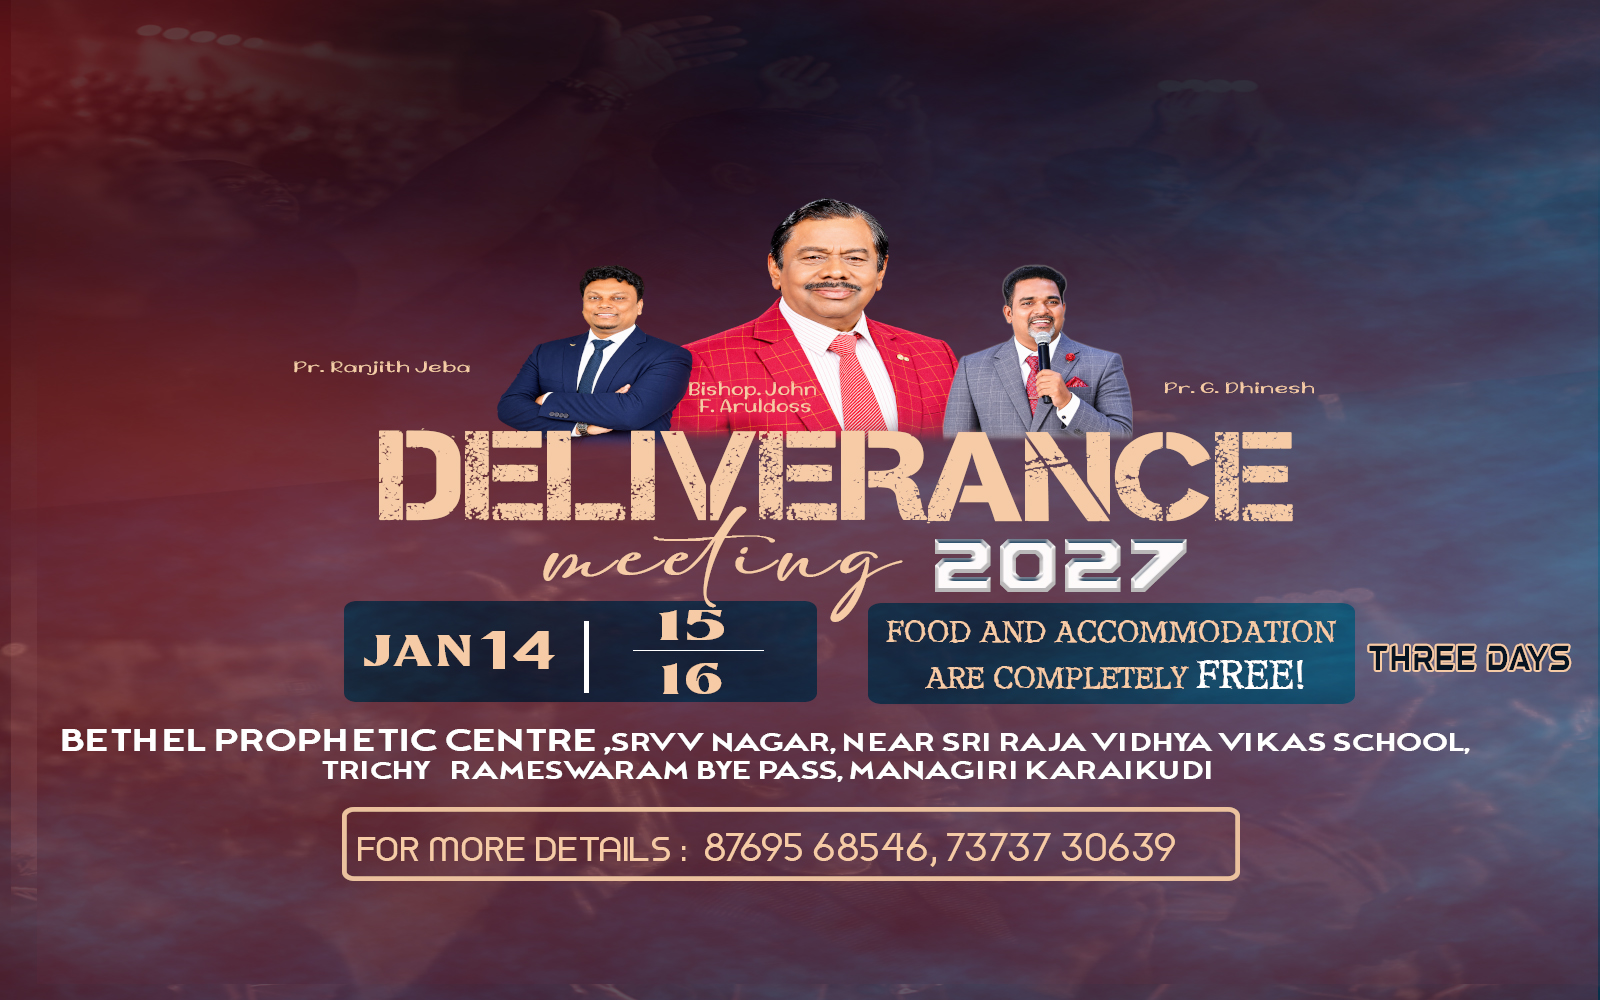 Pr. Ranjith Jeba
Bishop. John
F. Aruldoss
Pr. G. Dhinesh
DELIVERANCE
meeting 2027
JAN 14
15
16
FOOD AND ACCOMMODATION
ARE COMPLETELY FREE!
THREE DAYS
BETHEL PROPHETIC CENTRE ,SRVV NAGAR, NEAR SRI RAJA VIDHYA VIKAS SCHOOL,
TRICHY RAMESWARAM BYE PASS, MANAGIRI KARAIKUDI
FOR MORE DETAILS : 87695 68546, 73737 30639